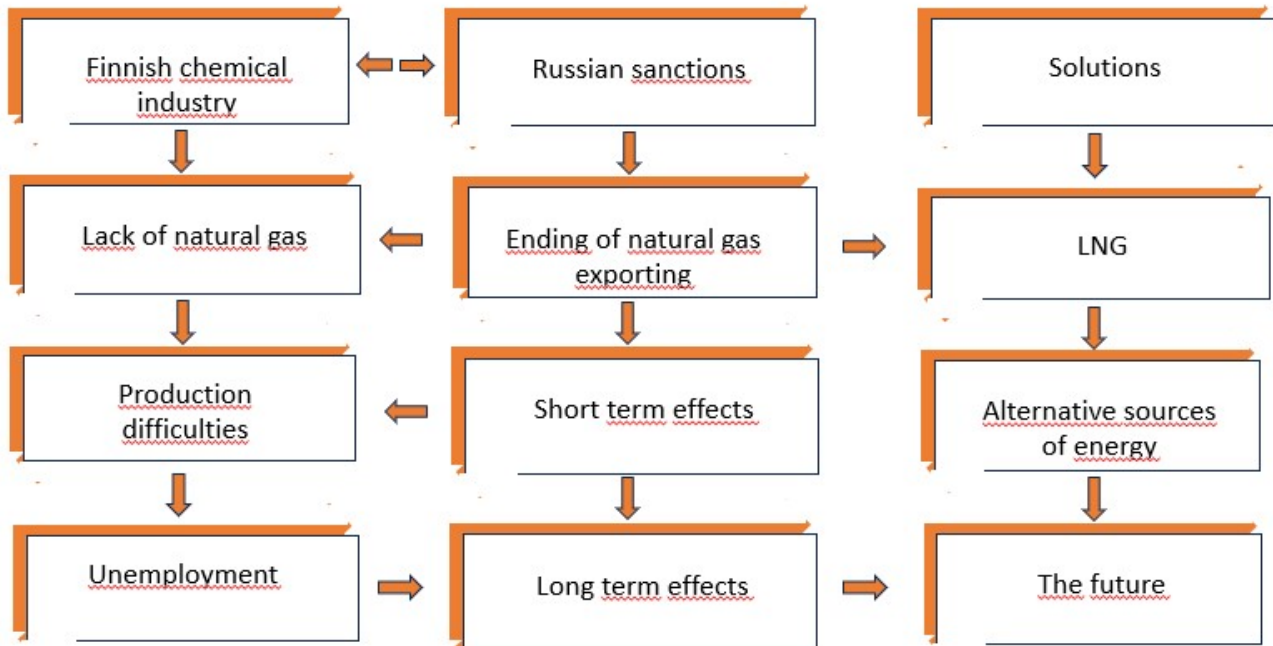 Finnish chemical
industry
Russian sanctions
Solutions
Lack of natural gas
Ending of natural gas
exporting
LNG
Production
difficulties
Short term effects
Alternative sources
of energy
Unemployment
Long term effects
The future